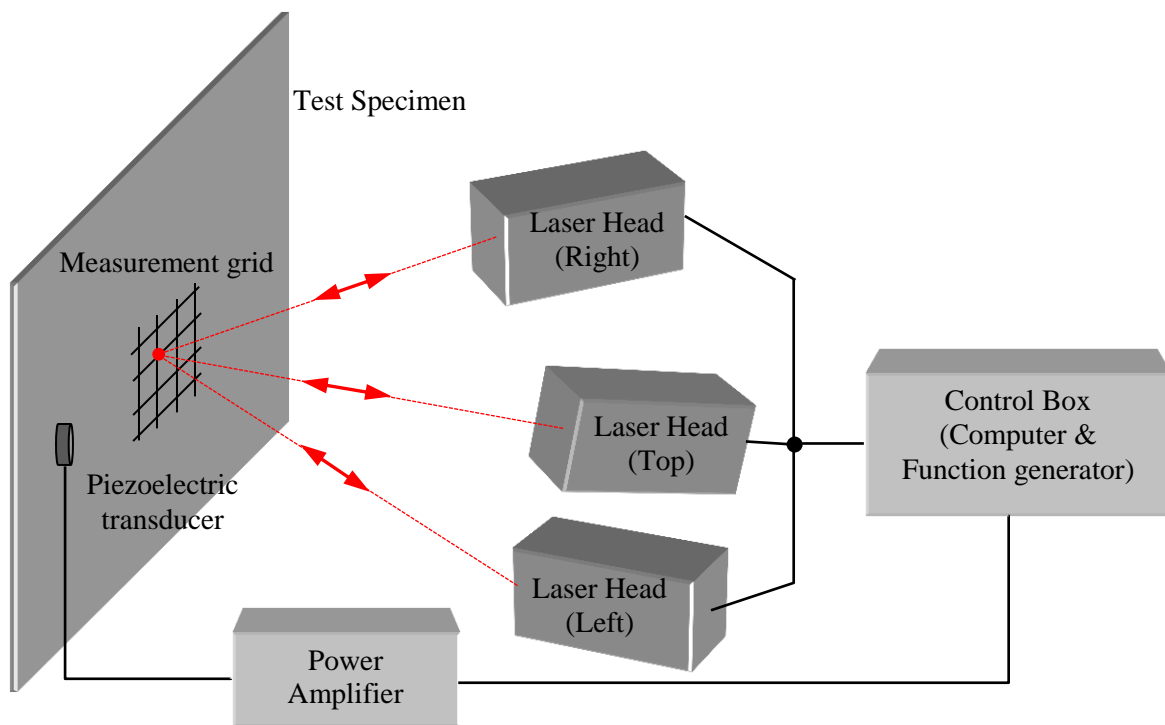 Test Specimen
Laser Head
(Right)
Measurement grid
Laser Head
(Top)
Control Box
(Computer &
Function generator)
Piezoelectric
transducer
Laser Head
(Left)
Power
Amplifier